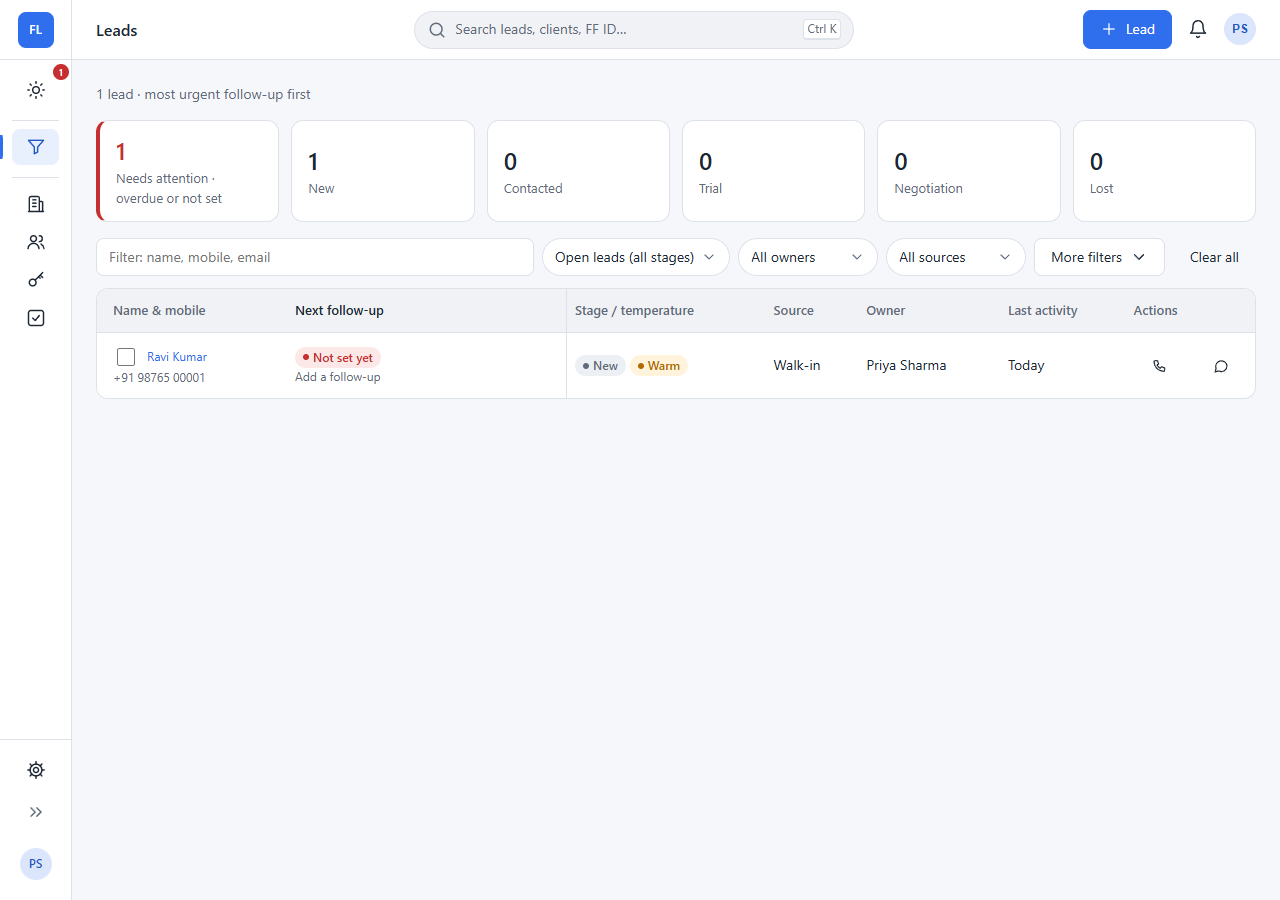 FL
Leads
Search leads, clients, FF ID...
Ctrl K
Lead
PS
1
1 lead · most urgent follow-up first
1
Needs attention ·
overdue or not set
1
New
0
Contacted
0
Trial
0
Negotiation
0
Lost
Filter: name, mobile, email
Open leads (all stages)
All owners
All sources
More filters
Clear all
Name & mobile
Next follow-up
Stage / temperature
Source
Owner
Last activity
Actions
Ravi Kumar
+91 98765 00001
Not set yet
Add a follow-up
New
Warm
Walk-in
Priya Sharma
Today
PS